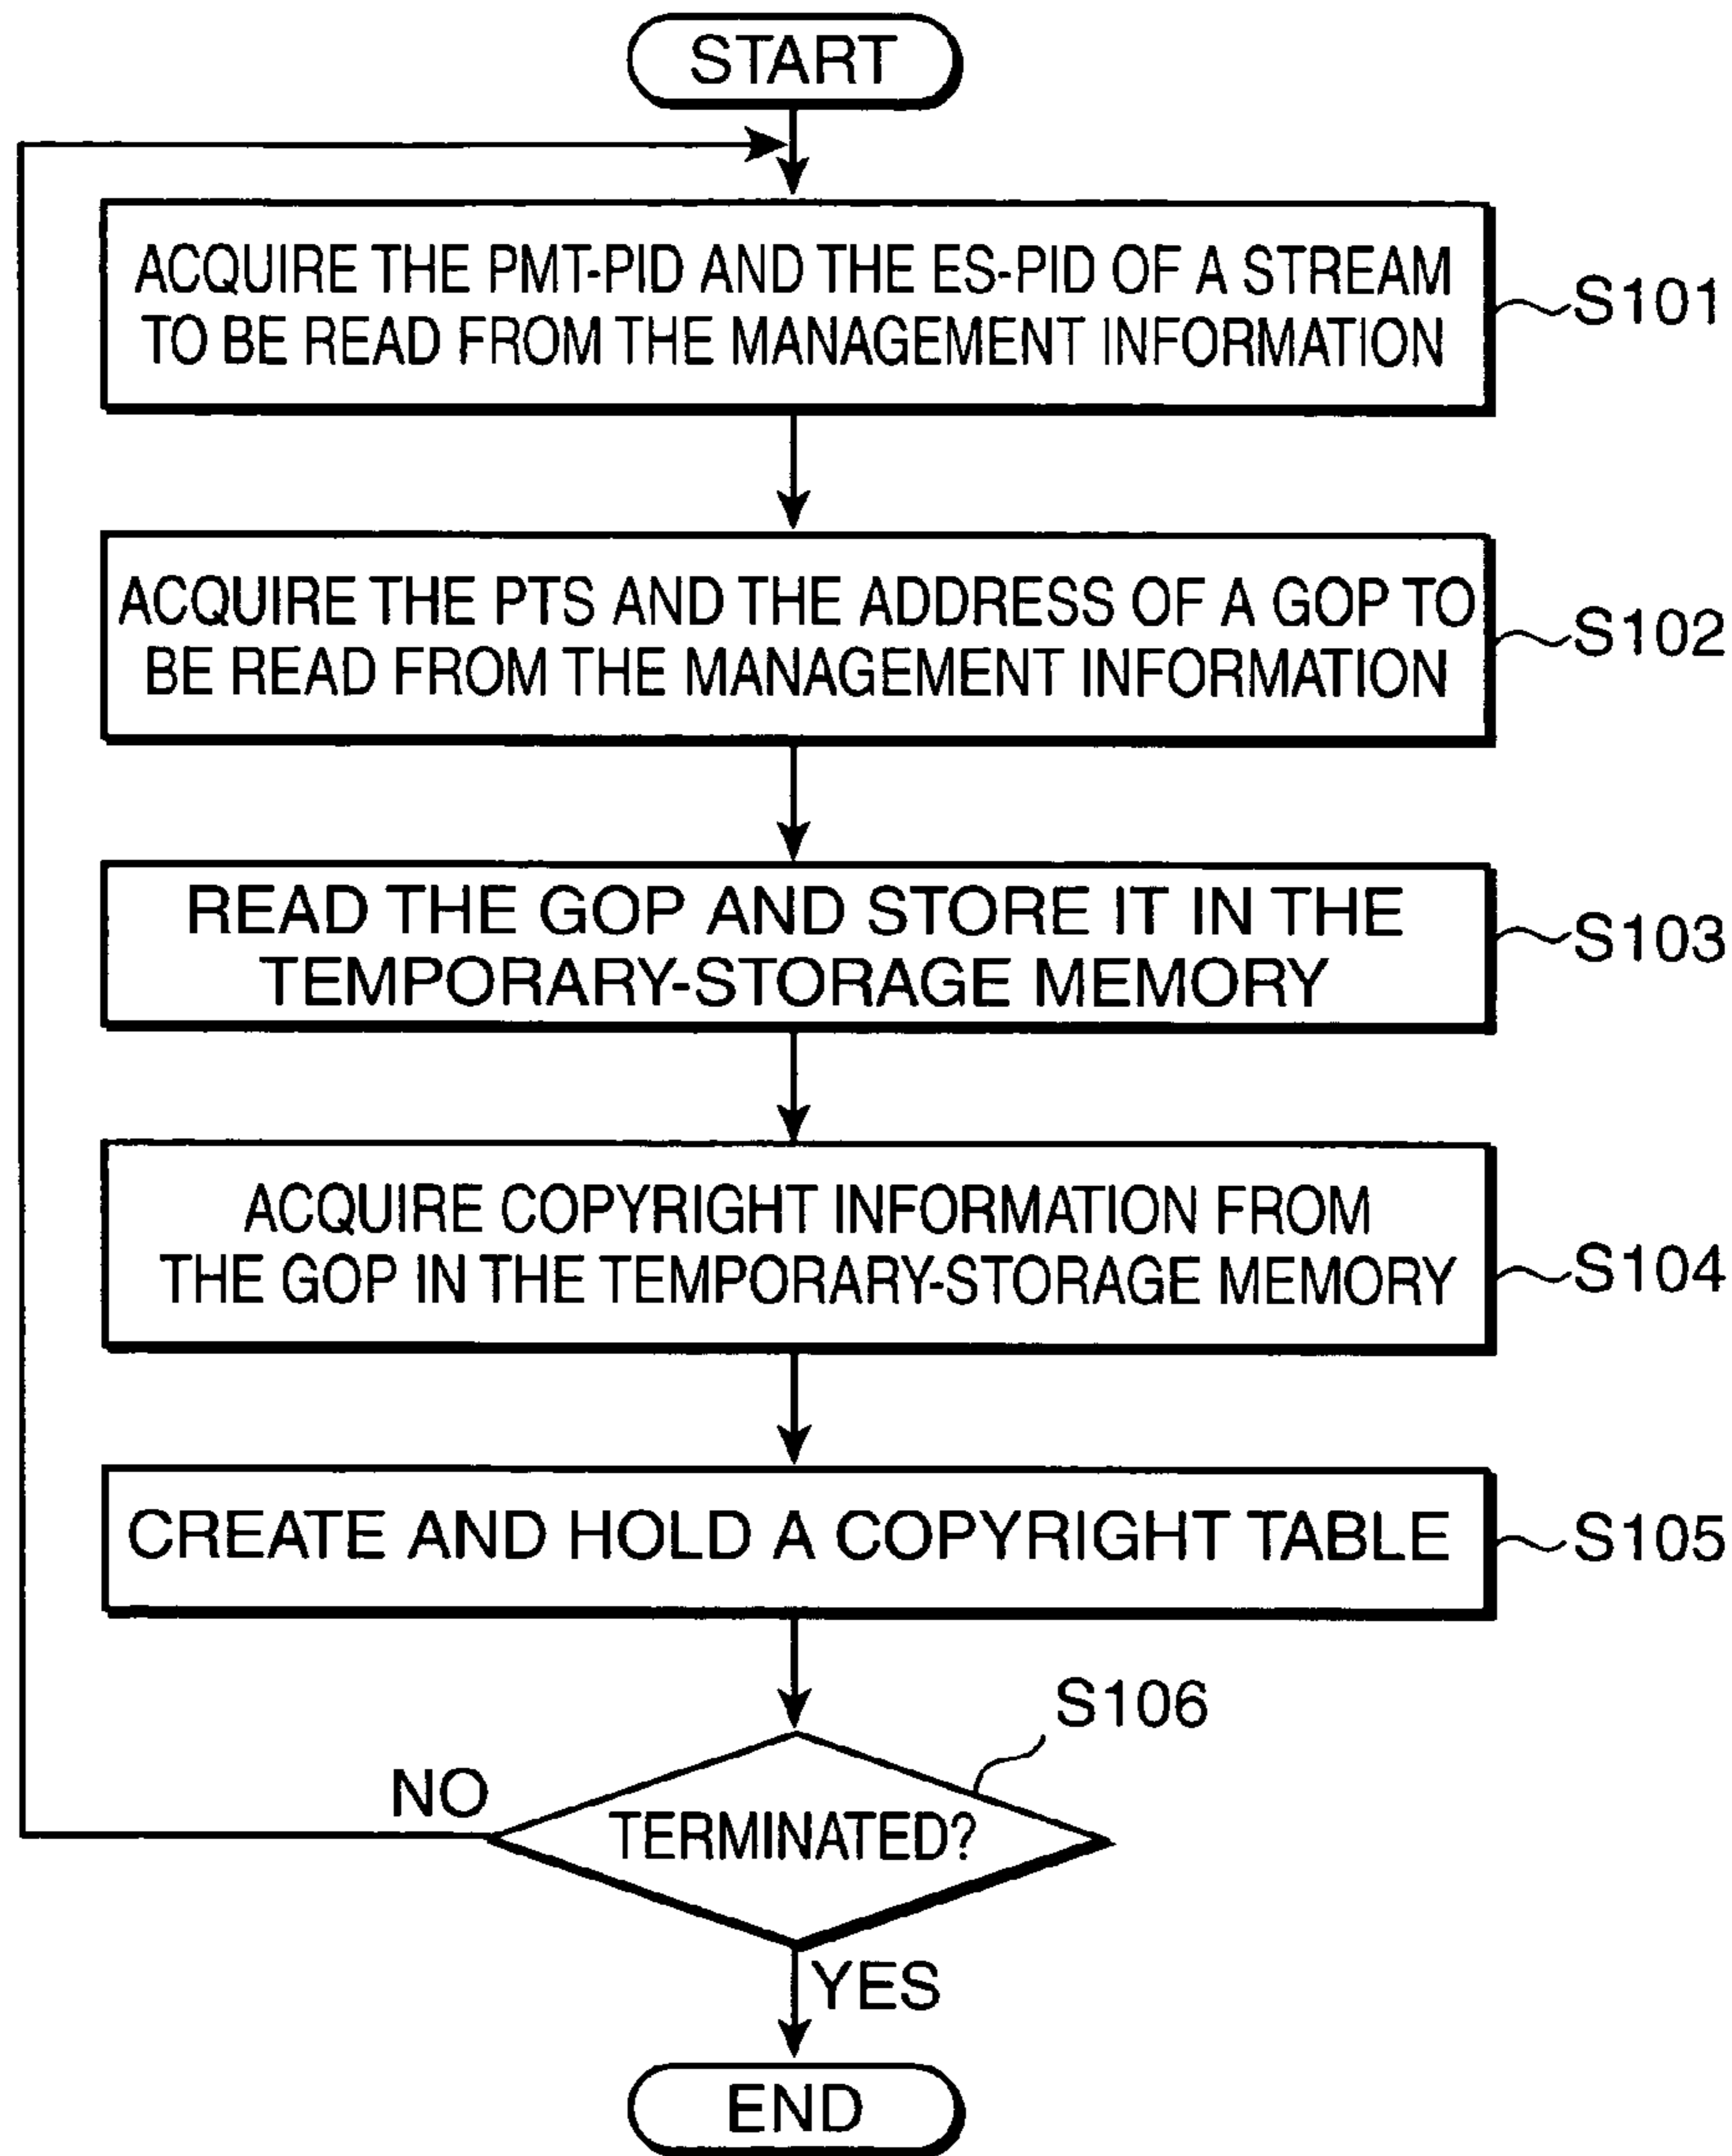 START
ACQUIRE THE PMT-PID AND THE ES-PID OF A STREAM
TO BE READ FROM THE MANAGEMENT INFORMATION
S101
ACQUIRE THE PTS AND THE ADDRESS OF A GOP TO
BE READ FROM THE MANAGEMENT INFORMATION
S102
READ THE GOP AND STORE IT IN THE
TEMPORARY-STORAGE MEMORY
S103
ACQUIRE COPYRIGHT INFORMATION FROM
THE GOP IN THE TEMPORARY-STORAGE MEMORY
S104
CREATE AND HOLD A COPYRIGHT TABLE
S105
S106
NO
TERMINATED?
YES
END